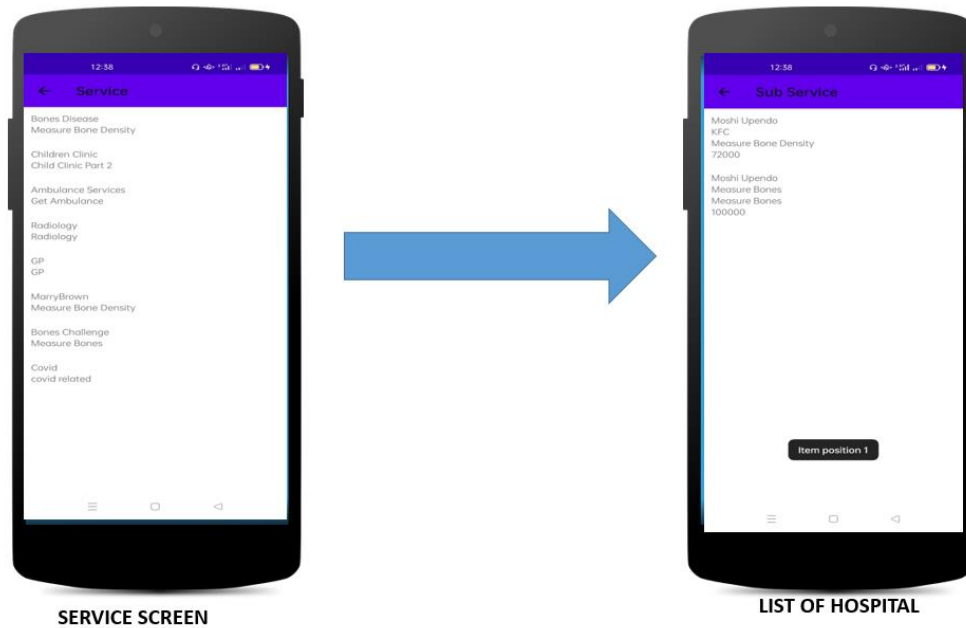 12:38
Service
Bones Disease
Measure Bone Density
Children Clinic
Child Clinic Part 2
Ambulance Services
Get Ambulance
Radiology
Radiology
GP
GP
MarryBrown
Measure Bone Density
Bones Challenge
Measure Bones
Covid
covid related
SERVICE SCREEN
12:38
Sub Service
Moshi Upendo
KFC
Measure Bone Density
72000
Moshi Upendo
Measure Bones
Measure Bones
100000
Item position 1
LIST OF HOSPITAL